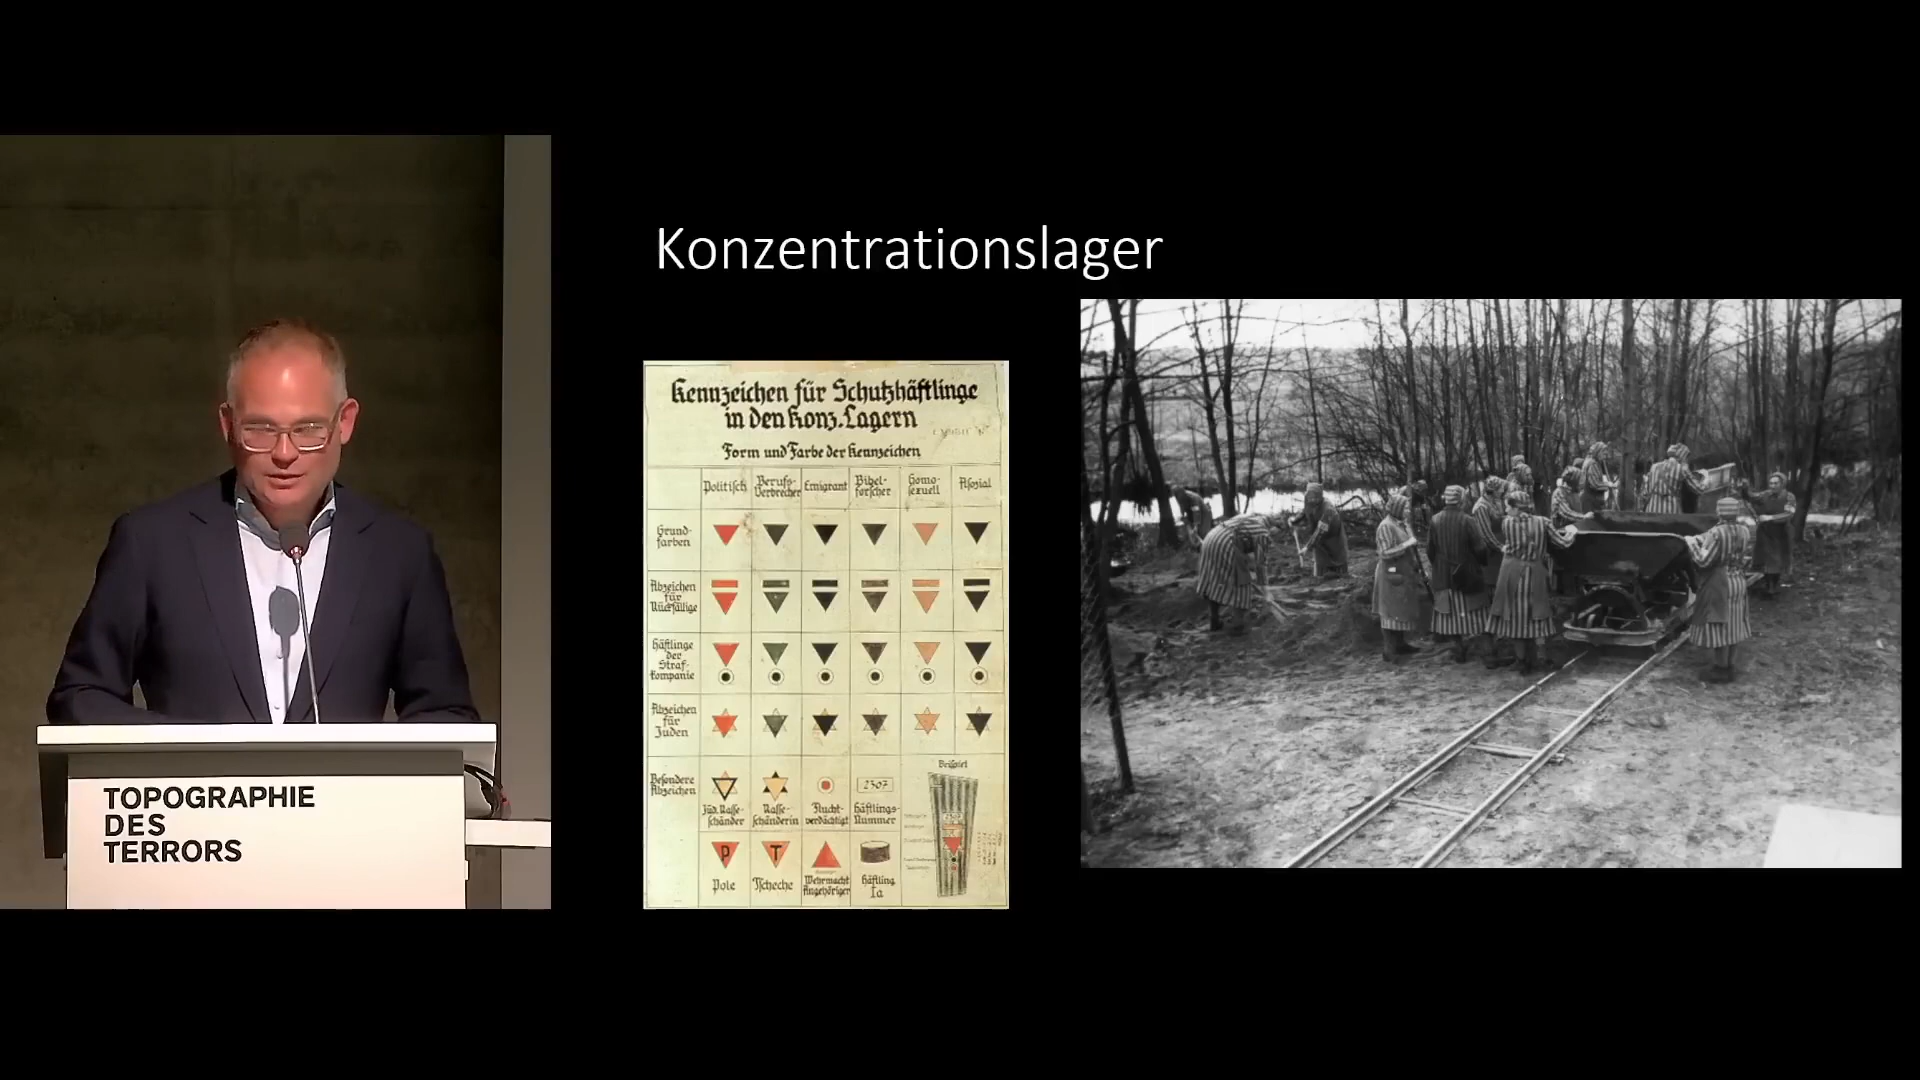 Konzentrationslager
Kennzeichen für Schutzhäftlinge
in den Konz.Lagern
Form und Farbe der Kennzeichen
Politisch
Berufs-
Verbrecher
Emigrant
Bibel-
forscher
Homo-
sexuell
Asozial
Grund-
farben
Abzeichen
für
Rückfällige
Häftlinge
der
Straf-
kompanie
Abzeichen
für
Juden
Besondere
Abzeichen
Jüd. Rasse-
schänder
Rasse-
schänderin
Flucht-
verdächtigt
2307
Häftlings-
Nummer
Beispiel
P
Pole
T
Tscheche
Wehrmacht
Angehöriger
Häftling
Ia
TOPOGRAPHIE
DES
TERRORS